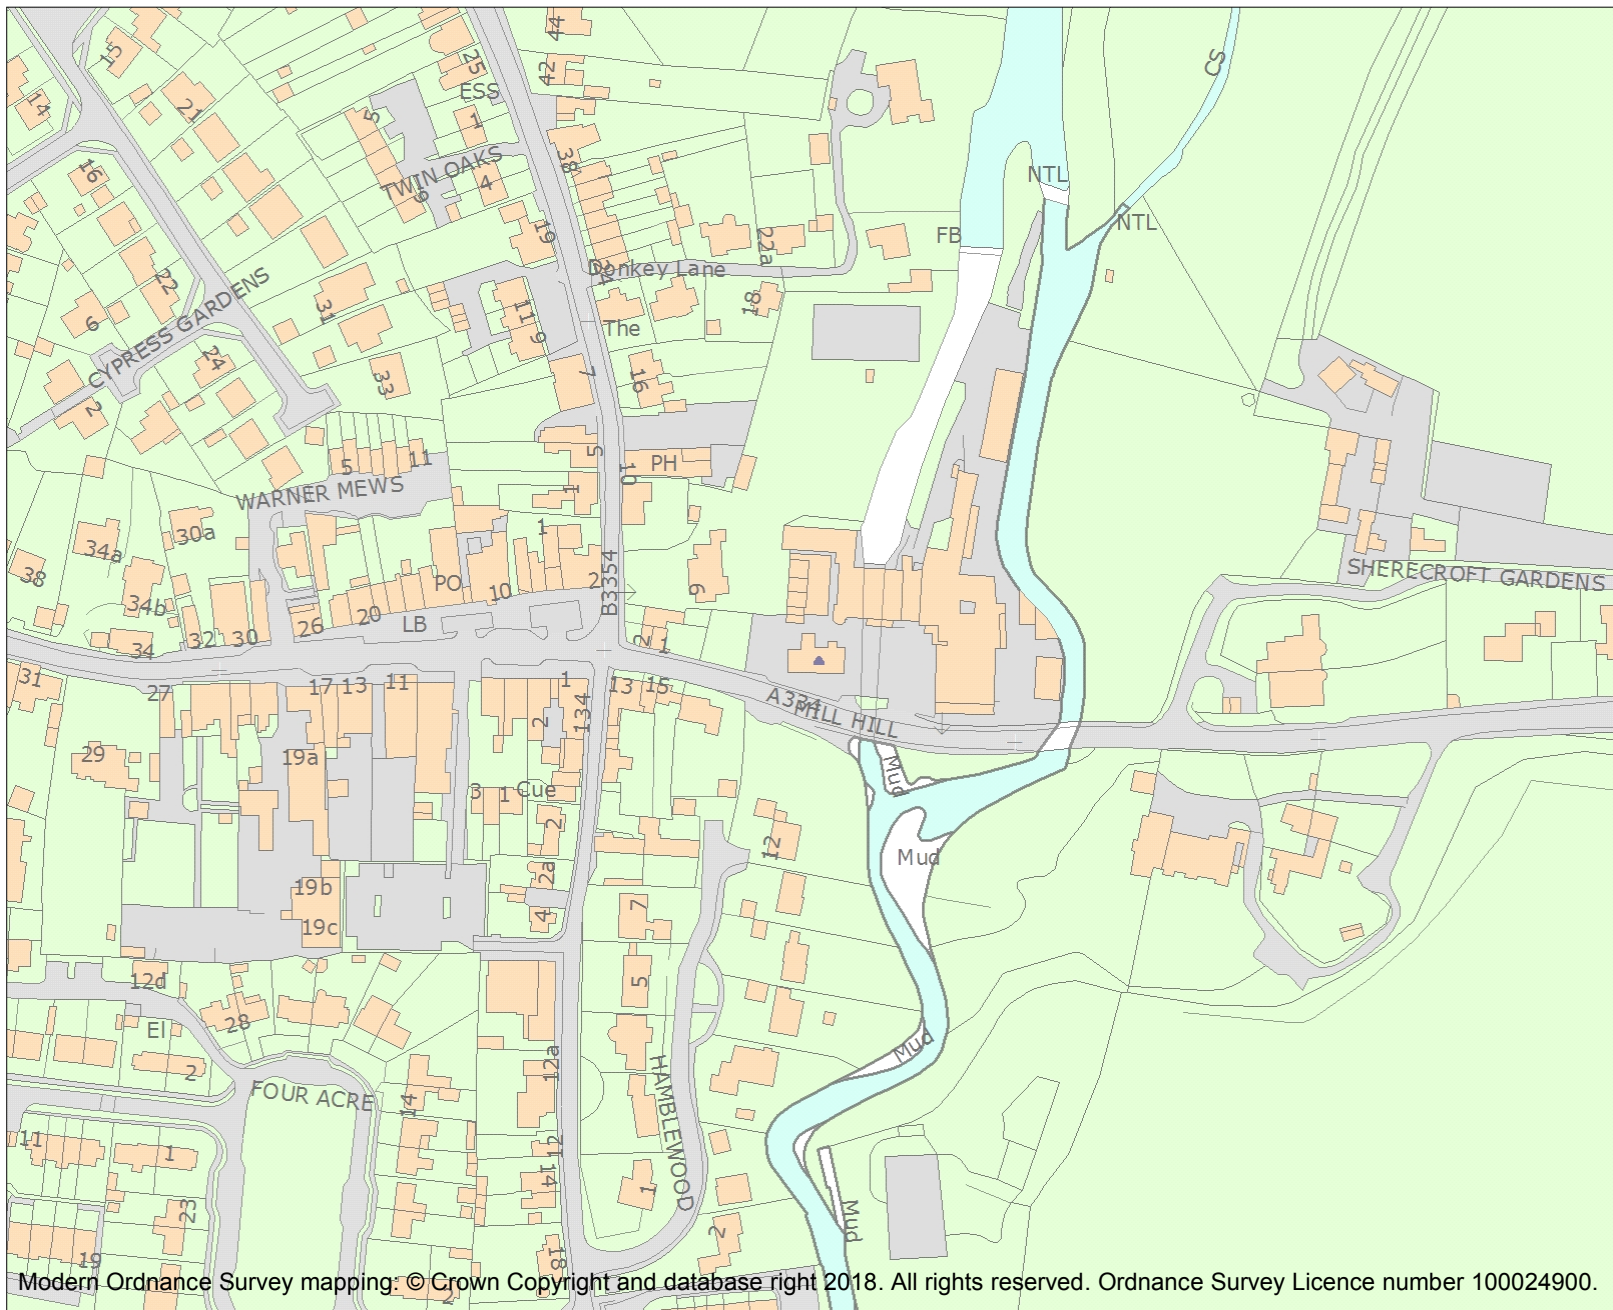 44
15
25
42
CS
14
21
ESS
5
1
38
TWIN OAKS
16
4
9
NTL
NTL
19
22a
FB
24
Donkey Lane
22
18
31
119
6
The
CYPRESS GARDENS
24
7
33
16
2
5
5
11
10
PH
WARNER MEWS
1
30a
1
34a
38
PO
10
2
B3354
9
SHERECROFT GARDENS
34b
20
LB
26
32
30
34
2
1
31
27
17
13
11
1
13
15
134
2
A334
MILL HILL
29
19a
Mud
3
1
Cue
2
12
Mud
2a
19b
4
7
19c
12d
5
28
El
Mud
2
12a
FOUR ACRE
14
HAMBLEWOOD
11
1
12
14
1
23
Mud
2
19
18
2
Modern Ordnance Survey mapping: © Crown Copyright and database right 2018. All rights reserved. Ordnance Survey Licence number 100024900.